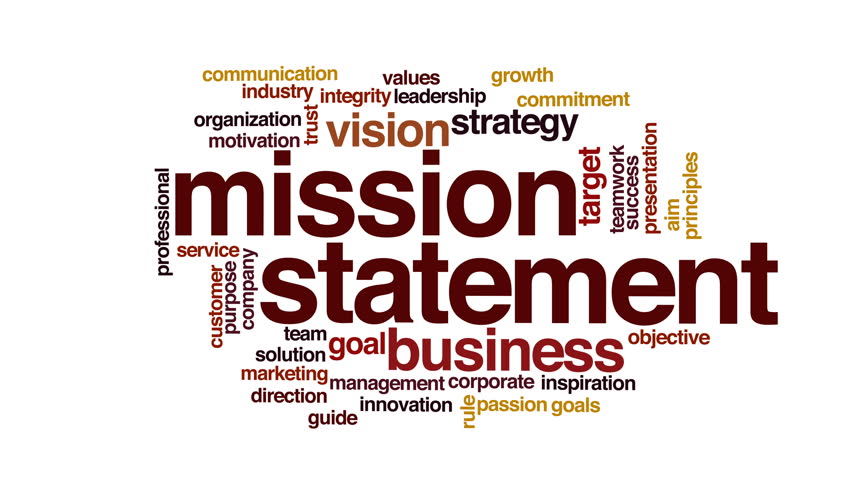 communication values growth
industry integrity leadership commitment
organization trust vision strategy
motivation
mission target teamwork success presentation aim principles
professional
service statement
customer purpose company
team goal business objective
solution
marketing management corporate inspiration
direction innovation rule passion goals
guide